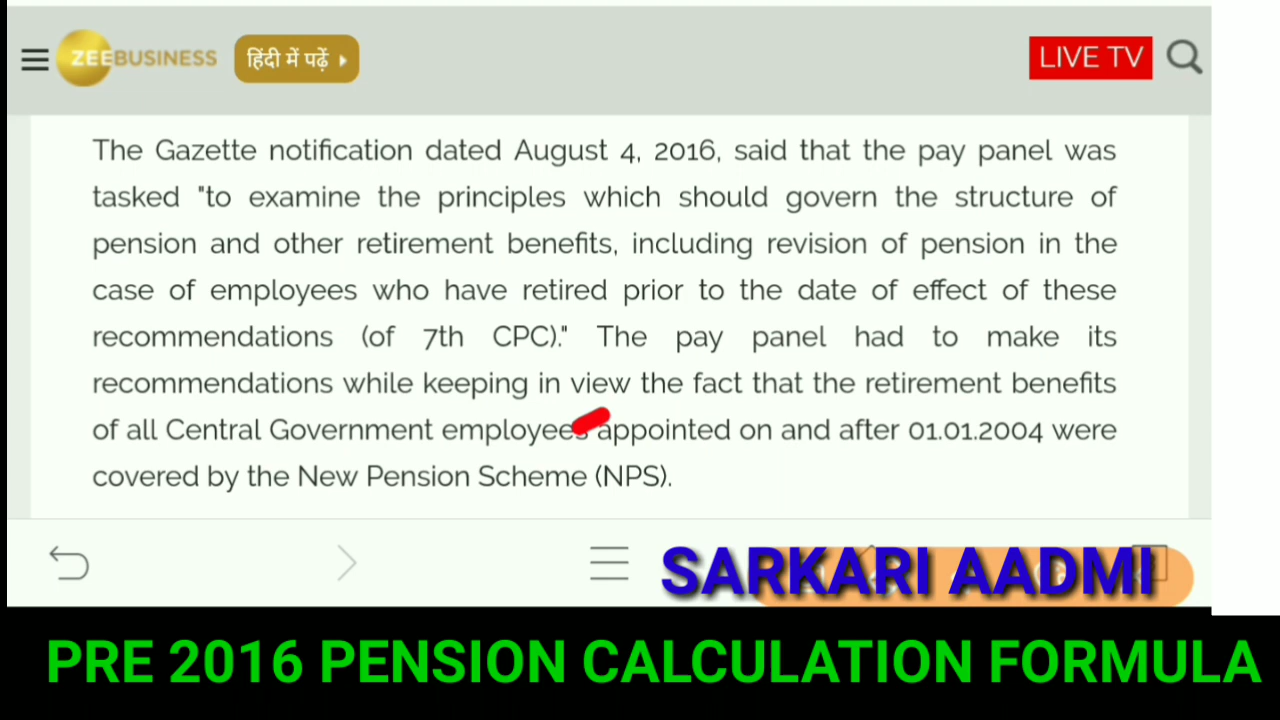 ZEEBUSINESS हिंदी में पढ़ें LIVE TV
The Gazette notification dated August 4, 2016, said that the pay panel was
tasked "to examine the principles which should govern the structure of
pension and other retirement benefits, including revision of pension in the
case of employees who have retired prior to the date of effect of these
recommendations (of 7th CPC)." The pay panel had to make its
recommendations while keeping in view the fact that the retirement benefits
of all Central Government employees appointed on and after 01.01.2004 were
covered by the New Pension Scheme (NPS).
SARKARI AADMI
PRE 2016 PENSION CALCULATION FORMULA